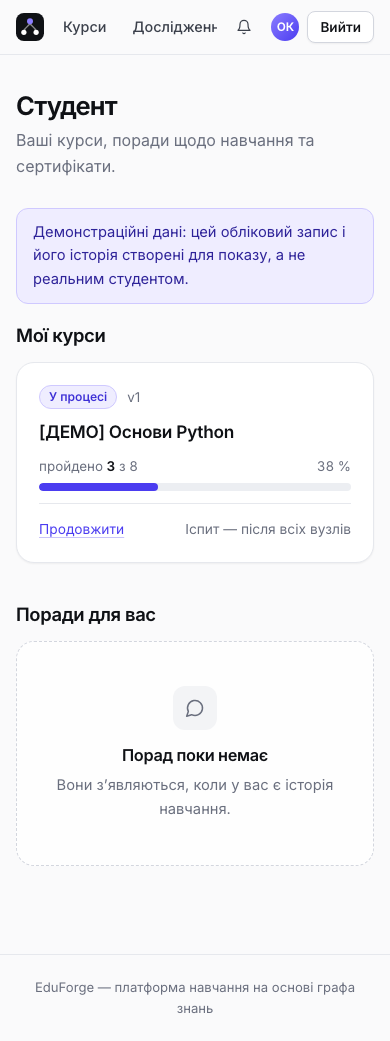 Курси
Досліджен
ОК
Вийти
Студент
Ваші курси, поради щодо навчання та
сертифікати.
Демонстраційні дані: цей обліковий запис і
його історія створені для показу, а не
реальним студентом.
Мої курси
У процесі v1
[ДЕМО] Основи Python
пройдено 3 з 8 38 %
Продовжити Іспит — після всіх вузлів
Поради для вас
Порад поки немає
Вони зʼявляються, коли у вас є історія
навчання.
EduForge — платформа навчання на основі графа
знань